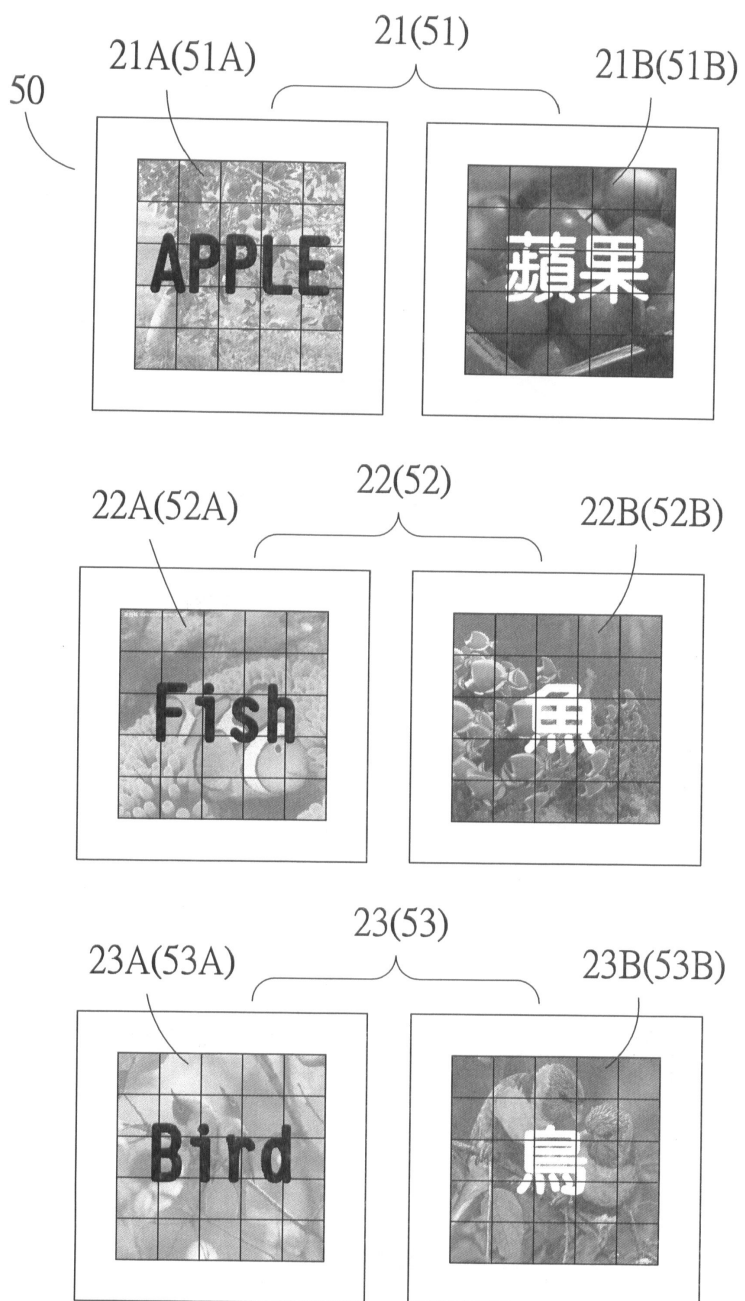 21(51)
21A(51A)
21B(51B)
50
APPLE
蘋果
22(52)
22A(52A)
22B(52B)
Fish
魚
23(53)
23A(53A)
23B(53B)
Bird
鳥